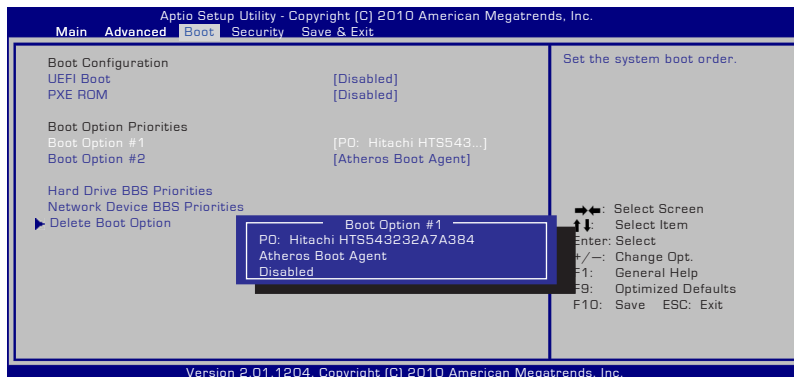 Aptio Setup Utility - Copyright (C) 2010 American Megatrends, Inc.
Main Advanced Boot Security Save & Exit
Boot Configuration
UEFI Boot [Disabled]
PXE ROM [Disabled]
Boot Option Priorities
Boot Option #1 [P0: Hitachi HTS543...]
Boot Option #2 [Atheros Boot Agent]
Hard Drive BBS Priorities
Network Device BBS Priorities
Delete Boot Option
Boot Option #1
P0: Hitachi HTS543232A7A384
Atheros Boot Agent
Disabled
Set the system boot order.
→←: Select Screen
↑↓: Select Item
Enter: Select
+/—: Change Opt.
F1: General Help
F9: Optimized Defaults
F10: Save ESC: Exit
Version 2.01.1204. Copyright (C) 2010 American Megatrends, Inc.